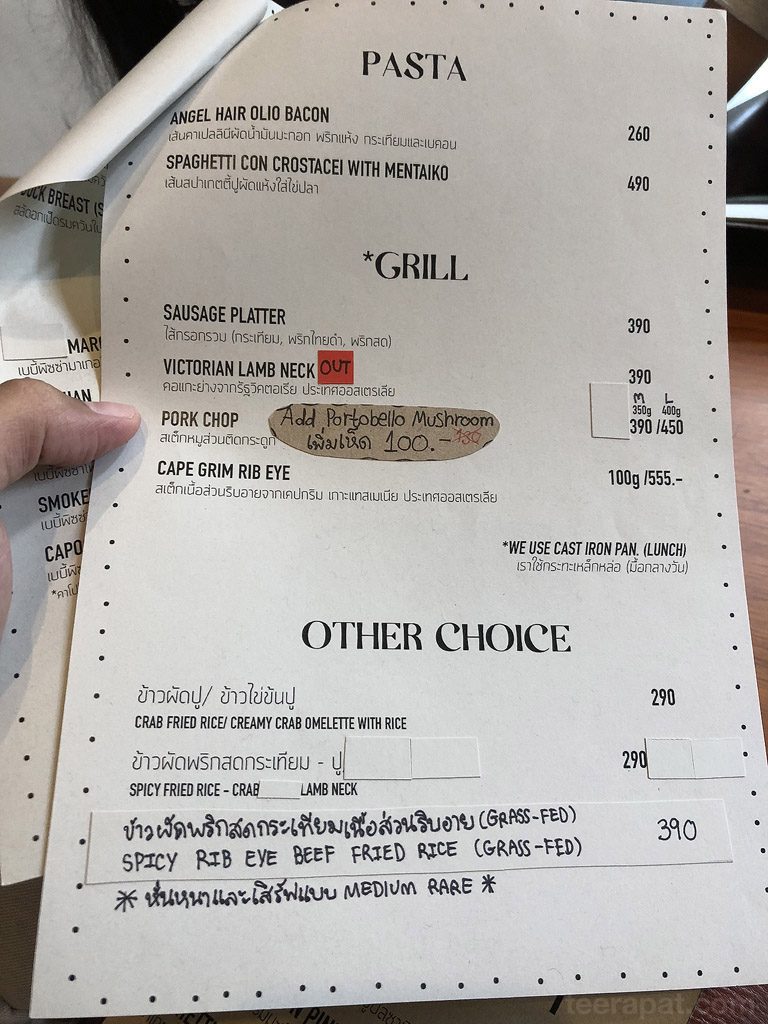 PASTA
ANGEL HAIR OLIO BACON 260
เส้นคาเปลลินีผัดน้ำมันมะกอก พริกแห้ง กระเทียมและเบคอน
SPAGHETTI CON CROSTACEI WITH MENTAIKO 490
เส้นสปาเกตตี้ปูผัดแห้งใส่ไข่ปลา
*GRILL
SAUSAGE PLATTER 390
ไส้กรอกรวม (กระเทียม, พริกไทยดำ, พริกสด)
VICTORIAN LAMB NECK OUT 390
คอแกะย่างจากรัฐวิคตอเรีย ประเทศออสเตรเลีย
M L
350g 400g
PORK CHOP Add Portobello Mushroom 390 /450
สเต็กหมูส่วนติดกระดูก เพิ่มเห็ด 100.-
CAPE GRIM RIB EYE 100g /555.-
สเต็กเนื้อส่วนริบอายจากเคปกริม เกาะแทสเมเนีย ประเทศออสเตรเลีย
*WE USE CAST IRON PAN. (LUNCH)
เราใช้กระทะเหล็กหล่อ (มื้อกลางวัน)
OTHER CHOICE
ข้าวผัดปู/ ข้าวไข่ข้นปู 290
CRAB FRIED RICE/ CREAMY CRAB OMELETTE WITH RICE
ข้าวผัดพริกสดกระเทียม - ปู 290
SPICY FRIED RICE - CRAB LAMB NECK
ข้าวผัดพริกสดกระเทียมเนื้อส่วนริบอาย (GRASS-FED) 390
SPICY RIB EYE BEEF FRIED RICE (GRASS-FED)
* หั่นหนาและเสิร์ฟแบบ MEDIUM RARE *
BREAST
SMOKE
CAPO
teerapat.com